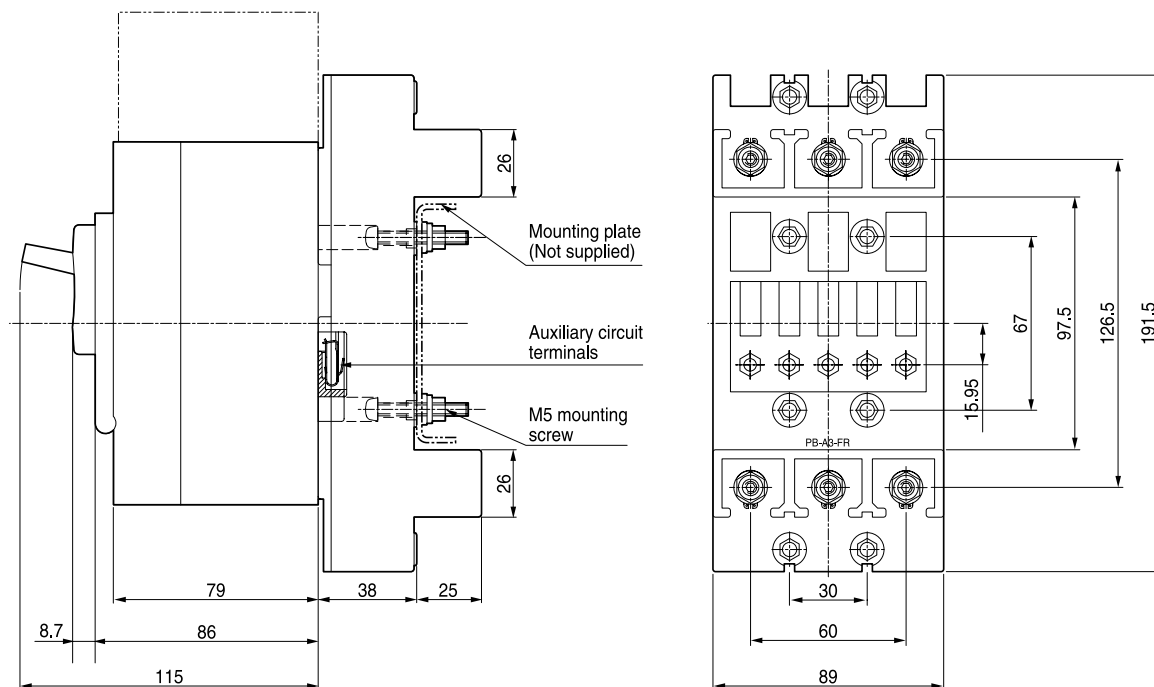 26
Mounting plate
(Not supplied)
Auxiliary circuit
terminals
M5 mounting
screw
26
79
38
25
8.7
86
115
PB-A3-FR
15.95
67
97.5
126.5
191.5
30
60
89